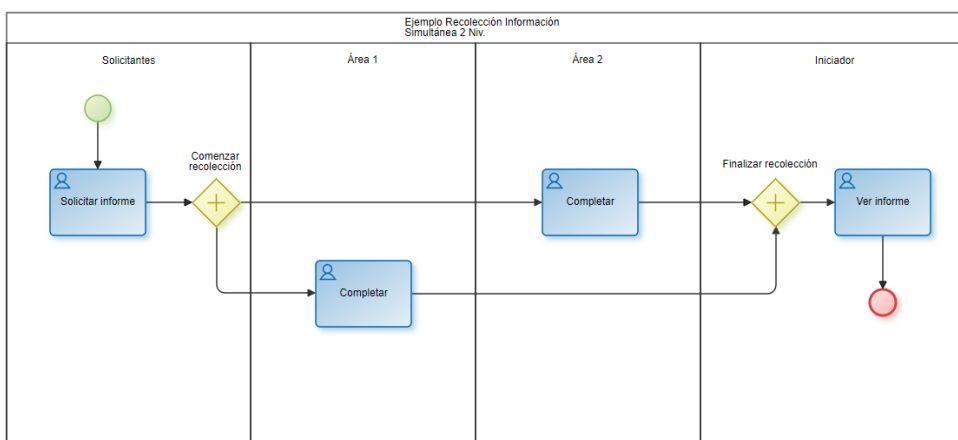 Ejemplo Recolección Información
Simultánea 2 Niv.
Solicitantes
Área 1
Área 2
Iniciador
Comenzar
recolección
Finalizar recolección
Solicitar informe
Completar
Ver informe
Completar